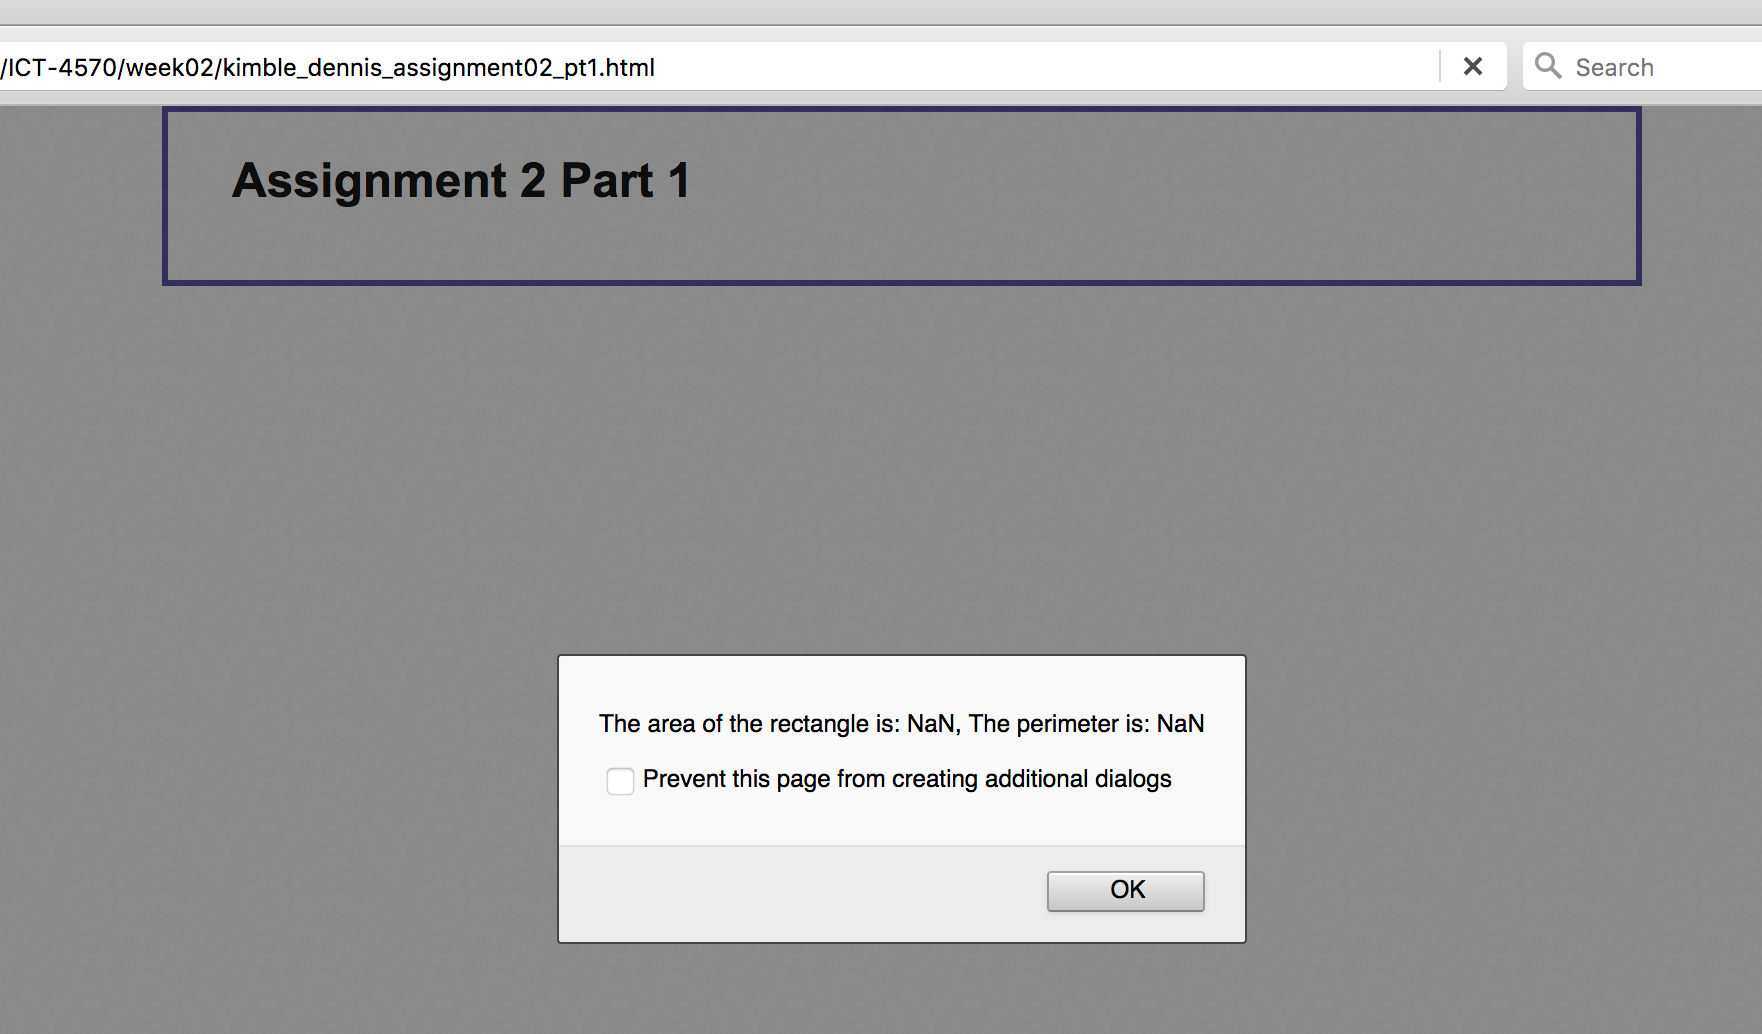 /ICT-4570/week02/kimble_dennis_assignment02_pt1.html
Search
Assignment 2 Part 1
The area of the rectangle is: NaN, The perimeter is: NaN
Prevent this page from creating additional dialogs
OK